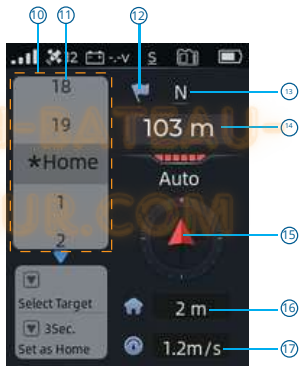 10 11 12
12 -.-V S
18
19
*Home
1
2
Select Target
3Sec.
Set as Home
N 13
103 m 14
Auto
15
2 m 16
1.2m/s 17